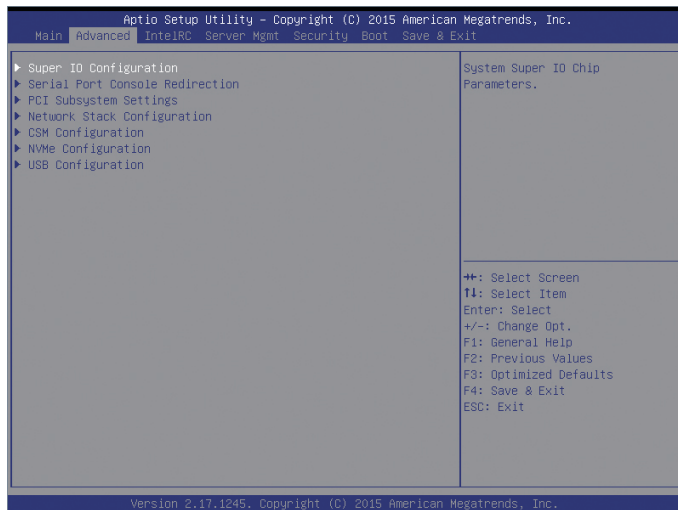 Aptio Setup Utility – Copyright (C) 2015 American Megatrends, Inc.
Main Advanced IntelRC Server Mgmt Security Boot Save & Exit
Super IO Configuration
Serial Port Console Redirection
PCI Subsystem Settings
Network Stack Configuration
CSM Configuration
NVMe Configuration
USB Configuration
System Super IO Chip
Parameters.
→←: Select Screen
↑↓: Select Item
Enter: Select
+/-: Change Opt.
F1: General Help
F2: Previous Values
F3: Optimized Defaults
F4: Save & Exit
ESC: Exit
Version 2.17.1245. Copyright (C) 2015 American Megatrends, Inc.